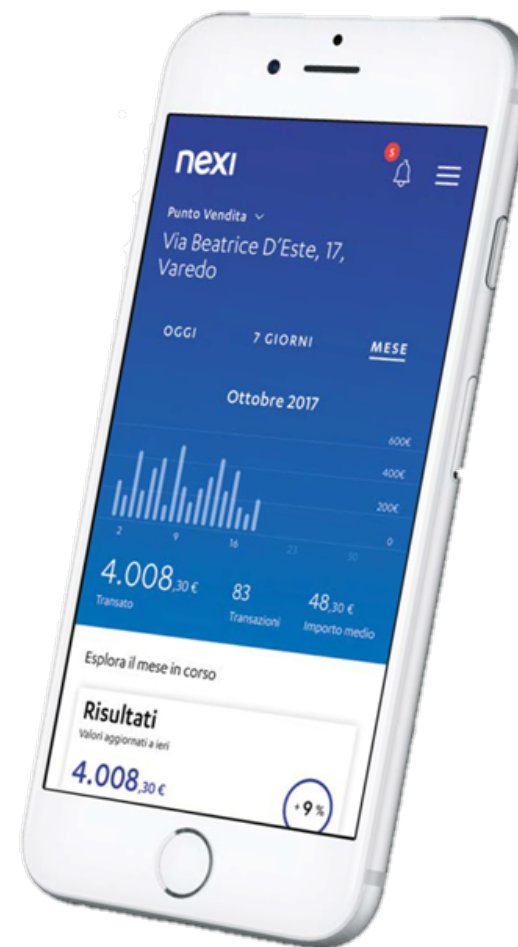 nexi
5
Punto Vendita
Via Beatrice D'Este, 17,
Varedo
OGGI 7 GIORNI MESE
Ottobre 2017
600€
400€
200€
0
2 9 16 23 30
4.008,30 € 83 48,30 €
Transato Transazioni Importo medio
Esplora il mese in corso
Risultati
Valori aggiornati a ieri
4.008,30 € +9 %